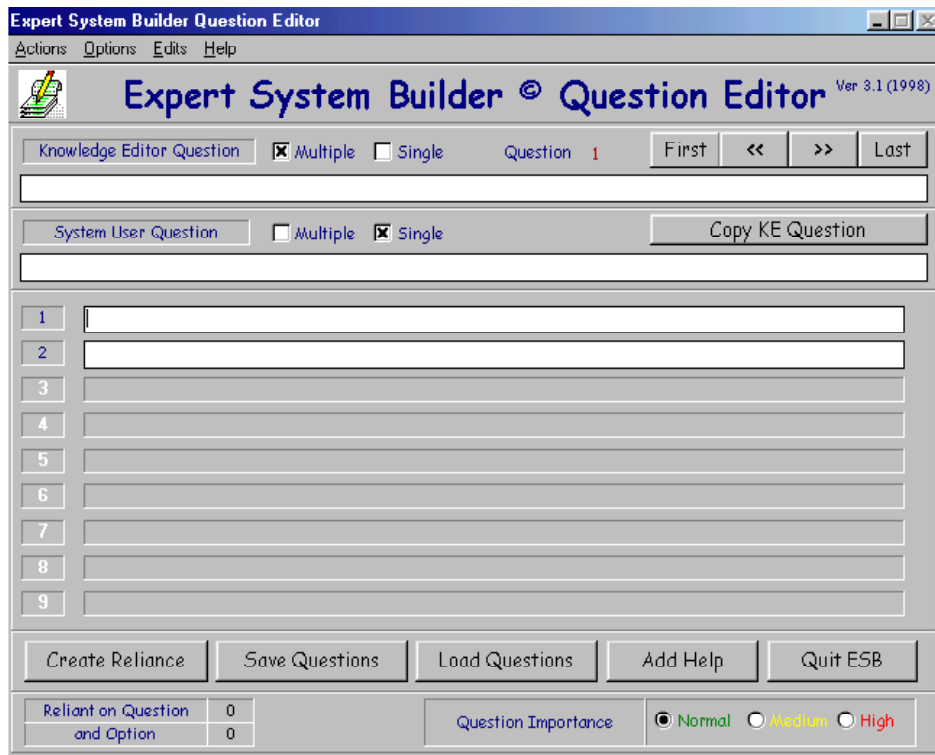 Expert System Builder Question Editor
Actions Options Edits Help
Expert System Builder © Question Editor Ver 3.1 (1998)
Knowledge Editor Question Multiple Single Question 1 First << >> Last
System User Question Multiple Single Copy KE Question
1
2
3
4
5
6
7
8
9
Create Reliance Save Questions Load Questions Add Help Quit ESB
Reliant on Question 0
and Option 0
Question Importance Normal Medium High